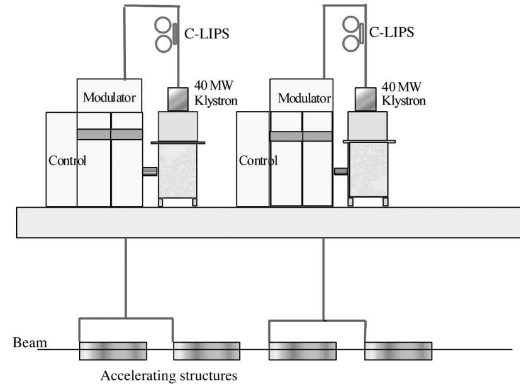 C-LIPS
C-LIPS
40 MW
Klystron
40 MW
Klystron
Modulator
Modulator
Control
Control
Beam
Accelerating structures